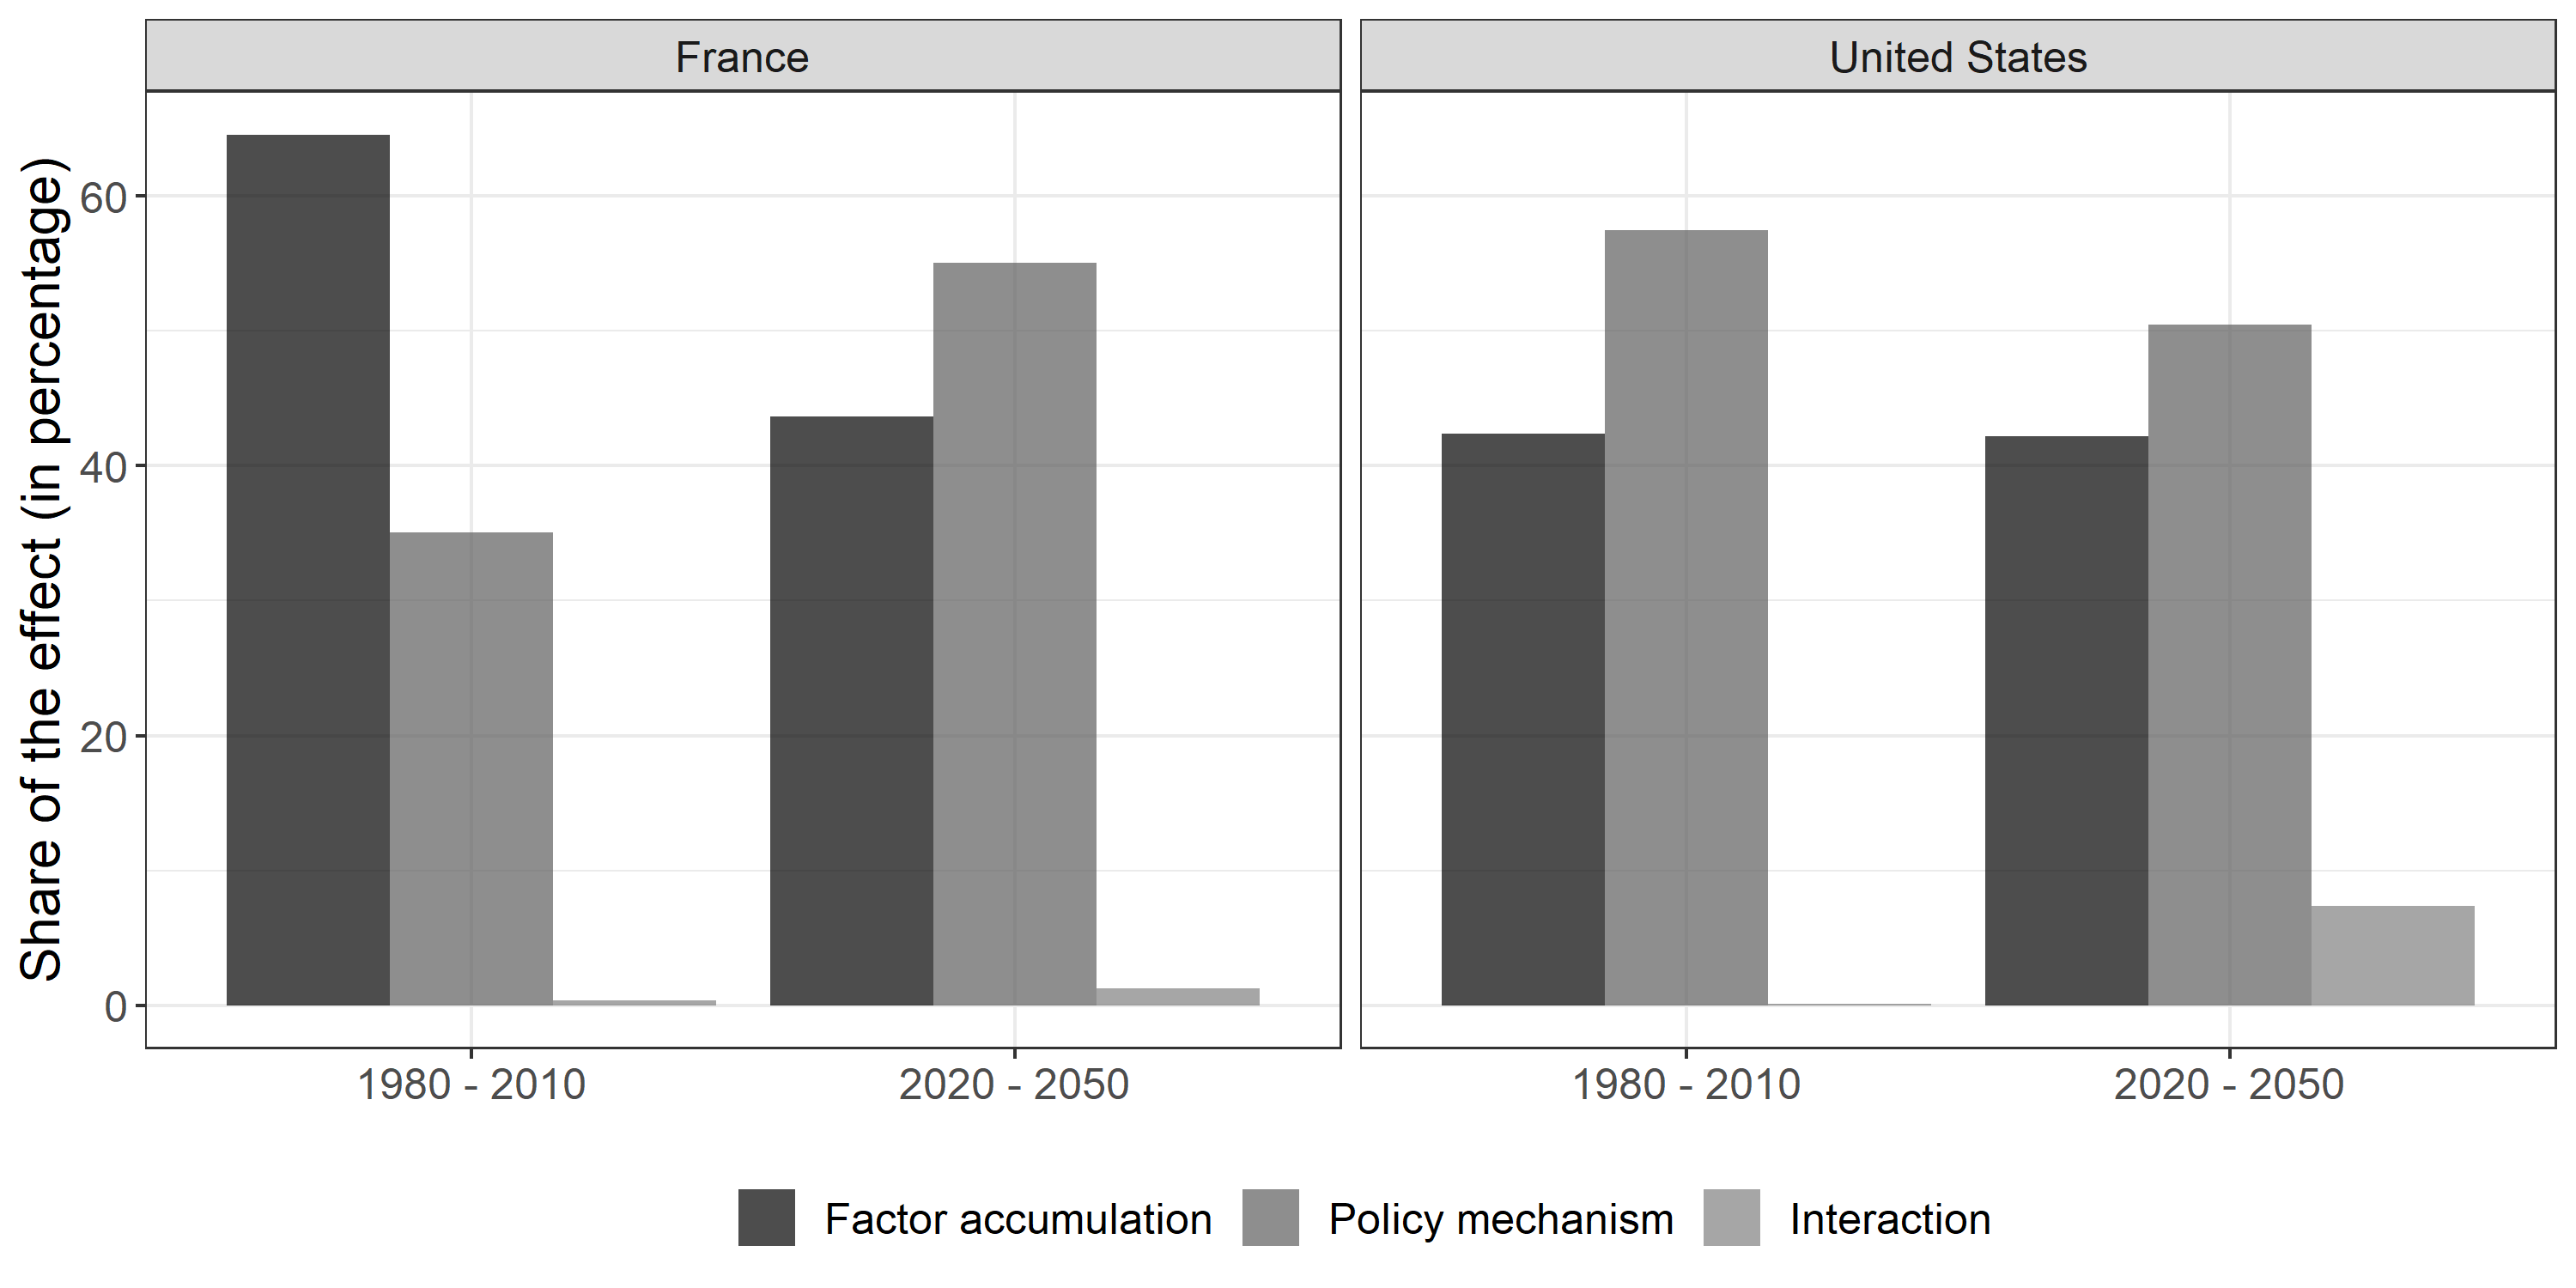 France
United States
Share of the effect (in percentage)
60
40
20
0
1980 - 2010
2020 - 2050
1980 - 2010
2020 - 2050
Factor accumulation
Policy mechanism
Interaction